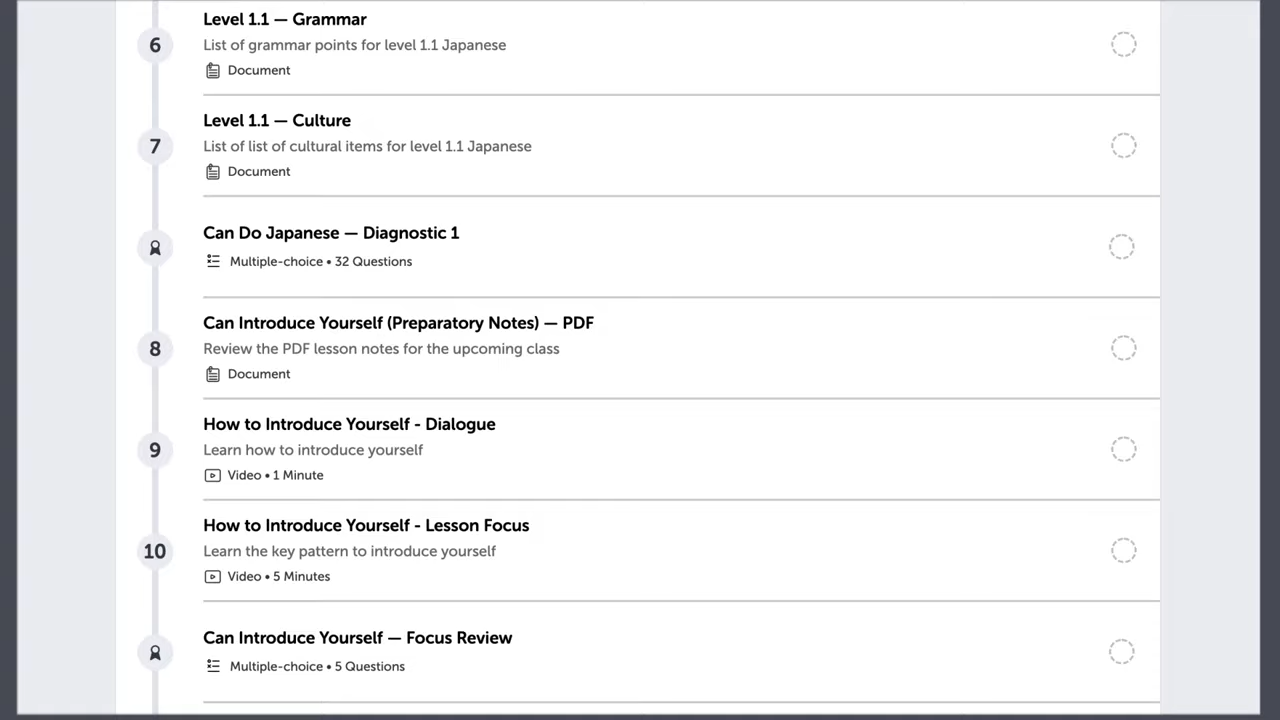 Level 1.1 — Grammar
6
List of grammar points for level 1.1 Japanese
Document
Level 1.1 — Culture
7
List of list of cultural items for level 1.1 Japanese
Document
Can Do Japanese — Diagnostic 1
Multiple-choice • 32 Questions
Can Introduce Yourself (Preparatory Notes) — PDF
8
Review the PDF lesson notes for the upcoming class
Document
How to Introduce Yourself - Dialogue
9
Learn how to introduce yourself
Video • 1 Minute
How to Introduce Yourself - Lesson Focus
10
Learn the key pattern to introduce yourself
Video • 5 Minutes
Can Introduce Yourself — Focus Review
Multiple-choice • 5 Questions